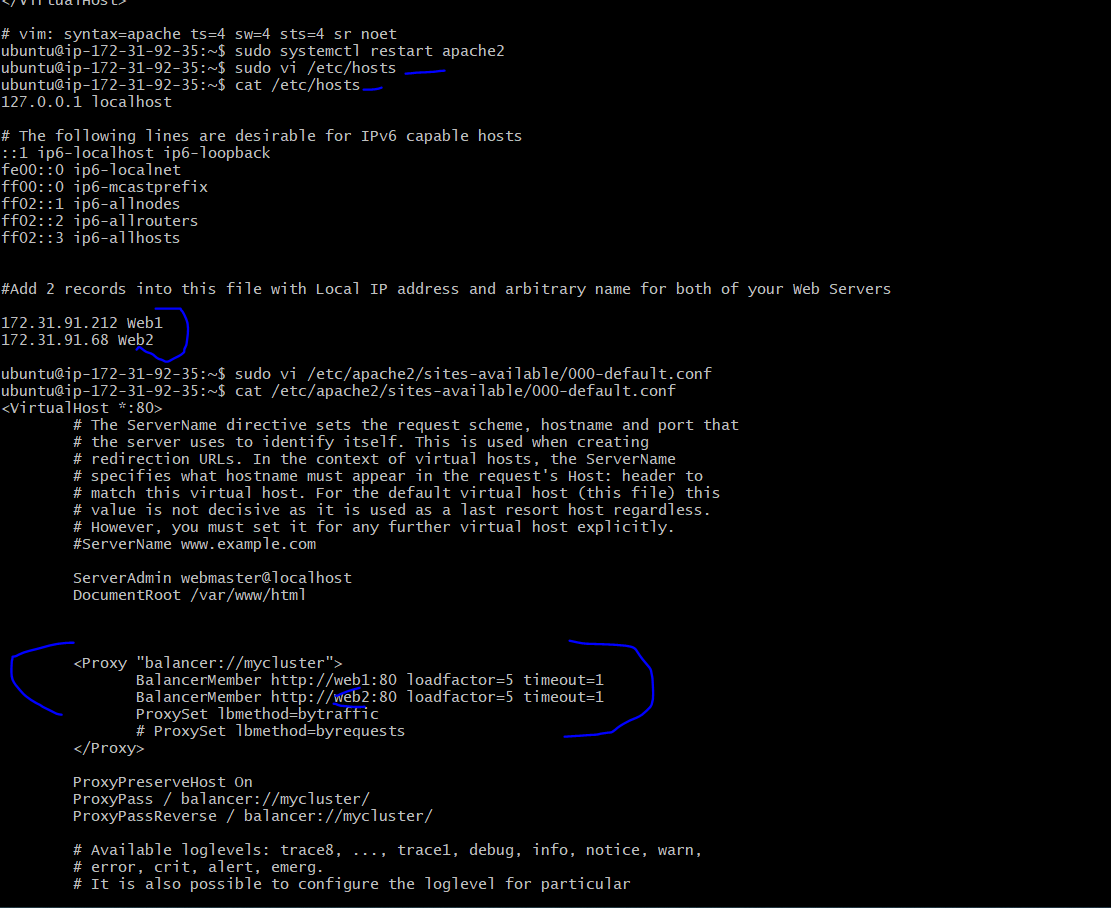 </VirtualHost>
# vim: syntax=apache ts=4 sw=4 sts=4 sr noet
ubuntu@ip-172-31-92-35:~$ sudo systemctl restart apache2
ubuntu@ip-172-31-92-35:~$ sudo vi /etc/hosts
ubuntu@ip-172-31-92-35:~$ cat /etc/hosts
127.0.0.1 localhost
# The following lines are desirable for IPv6 capable hosts
::1 ip6-localhost ip6-loopback
fe00::0 ip6-localnet
ff00::0 ip6-mcastprefix
ff02::1 ip6-allnodes
ff02::2 ip6-allrouters
ff02::3 ip6-allhosts
#Add 2 records into this file with Local IP address and arbitrary name for both of your Web Servers
172.31.91.212 Web1
172.31.91.68 Web2
ubuntu@ip-172-31-92-35:~$ sudo vi /etc/apache2/sites-available/000-default.conf
ubuntu@ip-172-31-92-35:~$ cat /etc/apache2/sites-available/000-default.conf
<VirtualHost *:80>
# The ServerName directive sets the request scheme, hostname and port that
# the server uses to identify itself. This is used when creating
# redirection URLs. In the context of virtual hosts, the ServerName
# specifies what hostname must appear in the request's Host: header to
# match this virtual host. For the default virtual host (this file) this
# value is not decisive as it is used as a last resort host regardless.
# However, you must set it for any further virtual host explicitly.
#ServerName www.example.com
ServerAdmin webmaster@localhost
DocumentRoot /var/www/html
<Proxy "balancer://mycluster">
BalancerMember http://web1:80 loadfactor=5 timeout=1
BalancerMember http://web2:80 loadfactor=5 timeout=1
ProxySet lbmethod=bytraffic
# ProxySet lbmethod=byrequests
</Proxy>
ProxyPreserveHost On
ProxyPass / balancer://mycluster/
ProxyPassReverse / balancer://mycluster/
# Available loglevels: trace8, ..., trace1, debug, info, notice, warn,
# error, crit, alert, emerg.
# It is also possible to configure the loglevel for particular